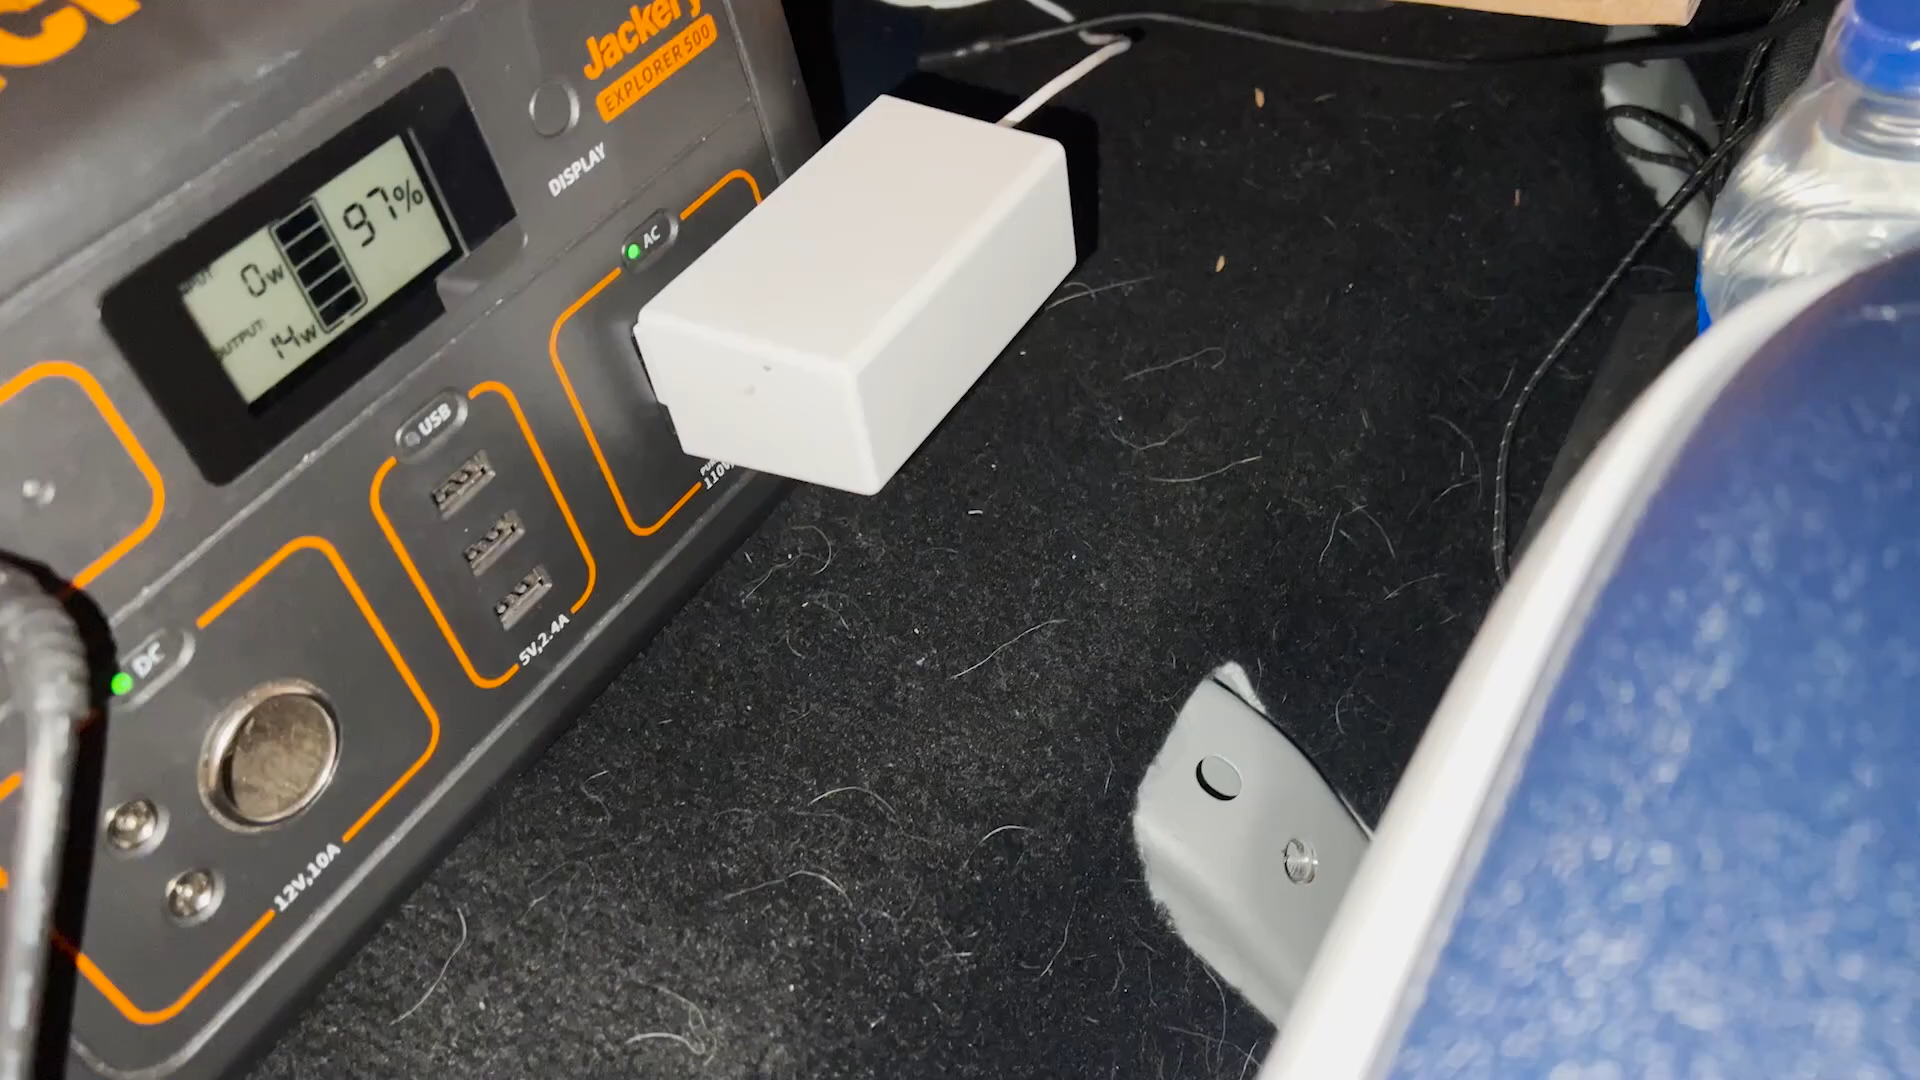 Jackery
EXPLORER 500
DISPLAY
97%
0W
OUTPUT:
14W
AC
USB
5V,2.4A
DC
12V,10A